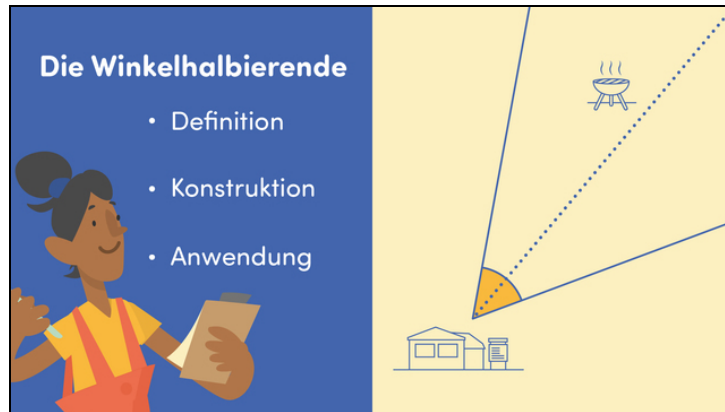 Die Winkelhalbierende
• Definition
• Konstruktion
• Anwendung